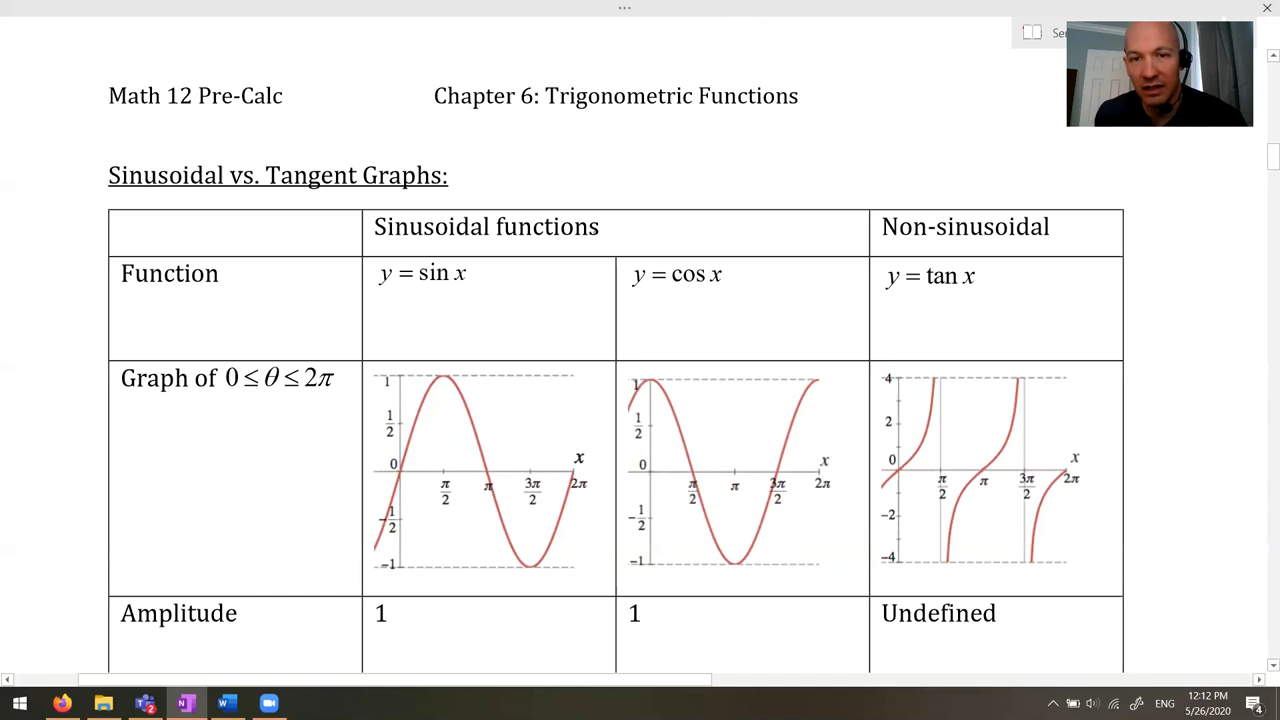 Se
Math 12 Pre-Calc Chapter 6: Trigonometric Functions
Sinusoidal vs. Tangent Graphs:
Sinusoidal functions Non-sinusoidal
Function y = sin x y = cos x y = tan x
Graph of 0 ≤ θ ≤ 2π
1 1/2 0 -1/2 -1 π/2 π 3π/2 2π x
1 1/2 0 -1/2 -1 π/2 π 3π/2 2π x
4 2 0 -2 -4 π/2 π 3π/2 2π x
Amplitude 1 1 Undefined
2
W
N
ENG
12:12 PM
5/26/2020
4